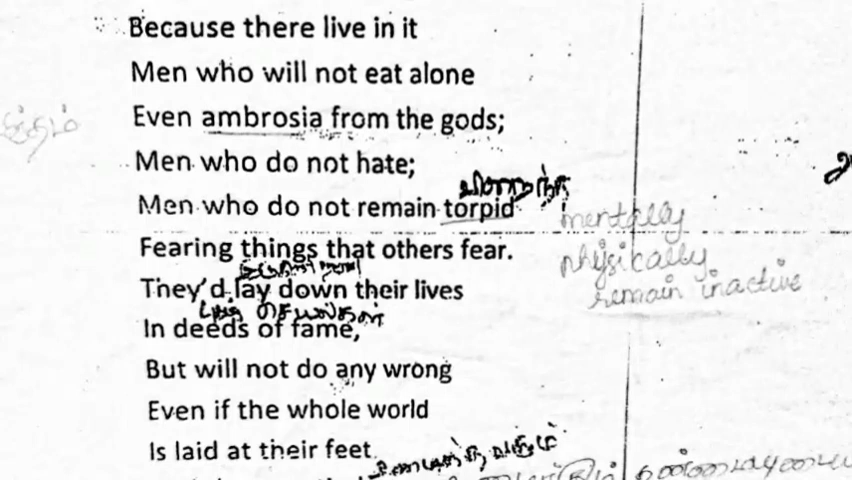 Because there live in it
Men who will not eat alone
Even ambrosia from the gods;
Men who do not hate;
Men who do not remain torpid
mentally
Fearing things that others fear.
physically
They'd lay down their lives
remain inactive
புகழ் செயல்கள்
In deeds of fame,
But will not do any wrong
Even if the whole world
Is laid at their feet.